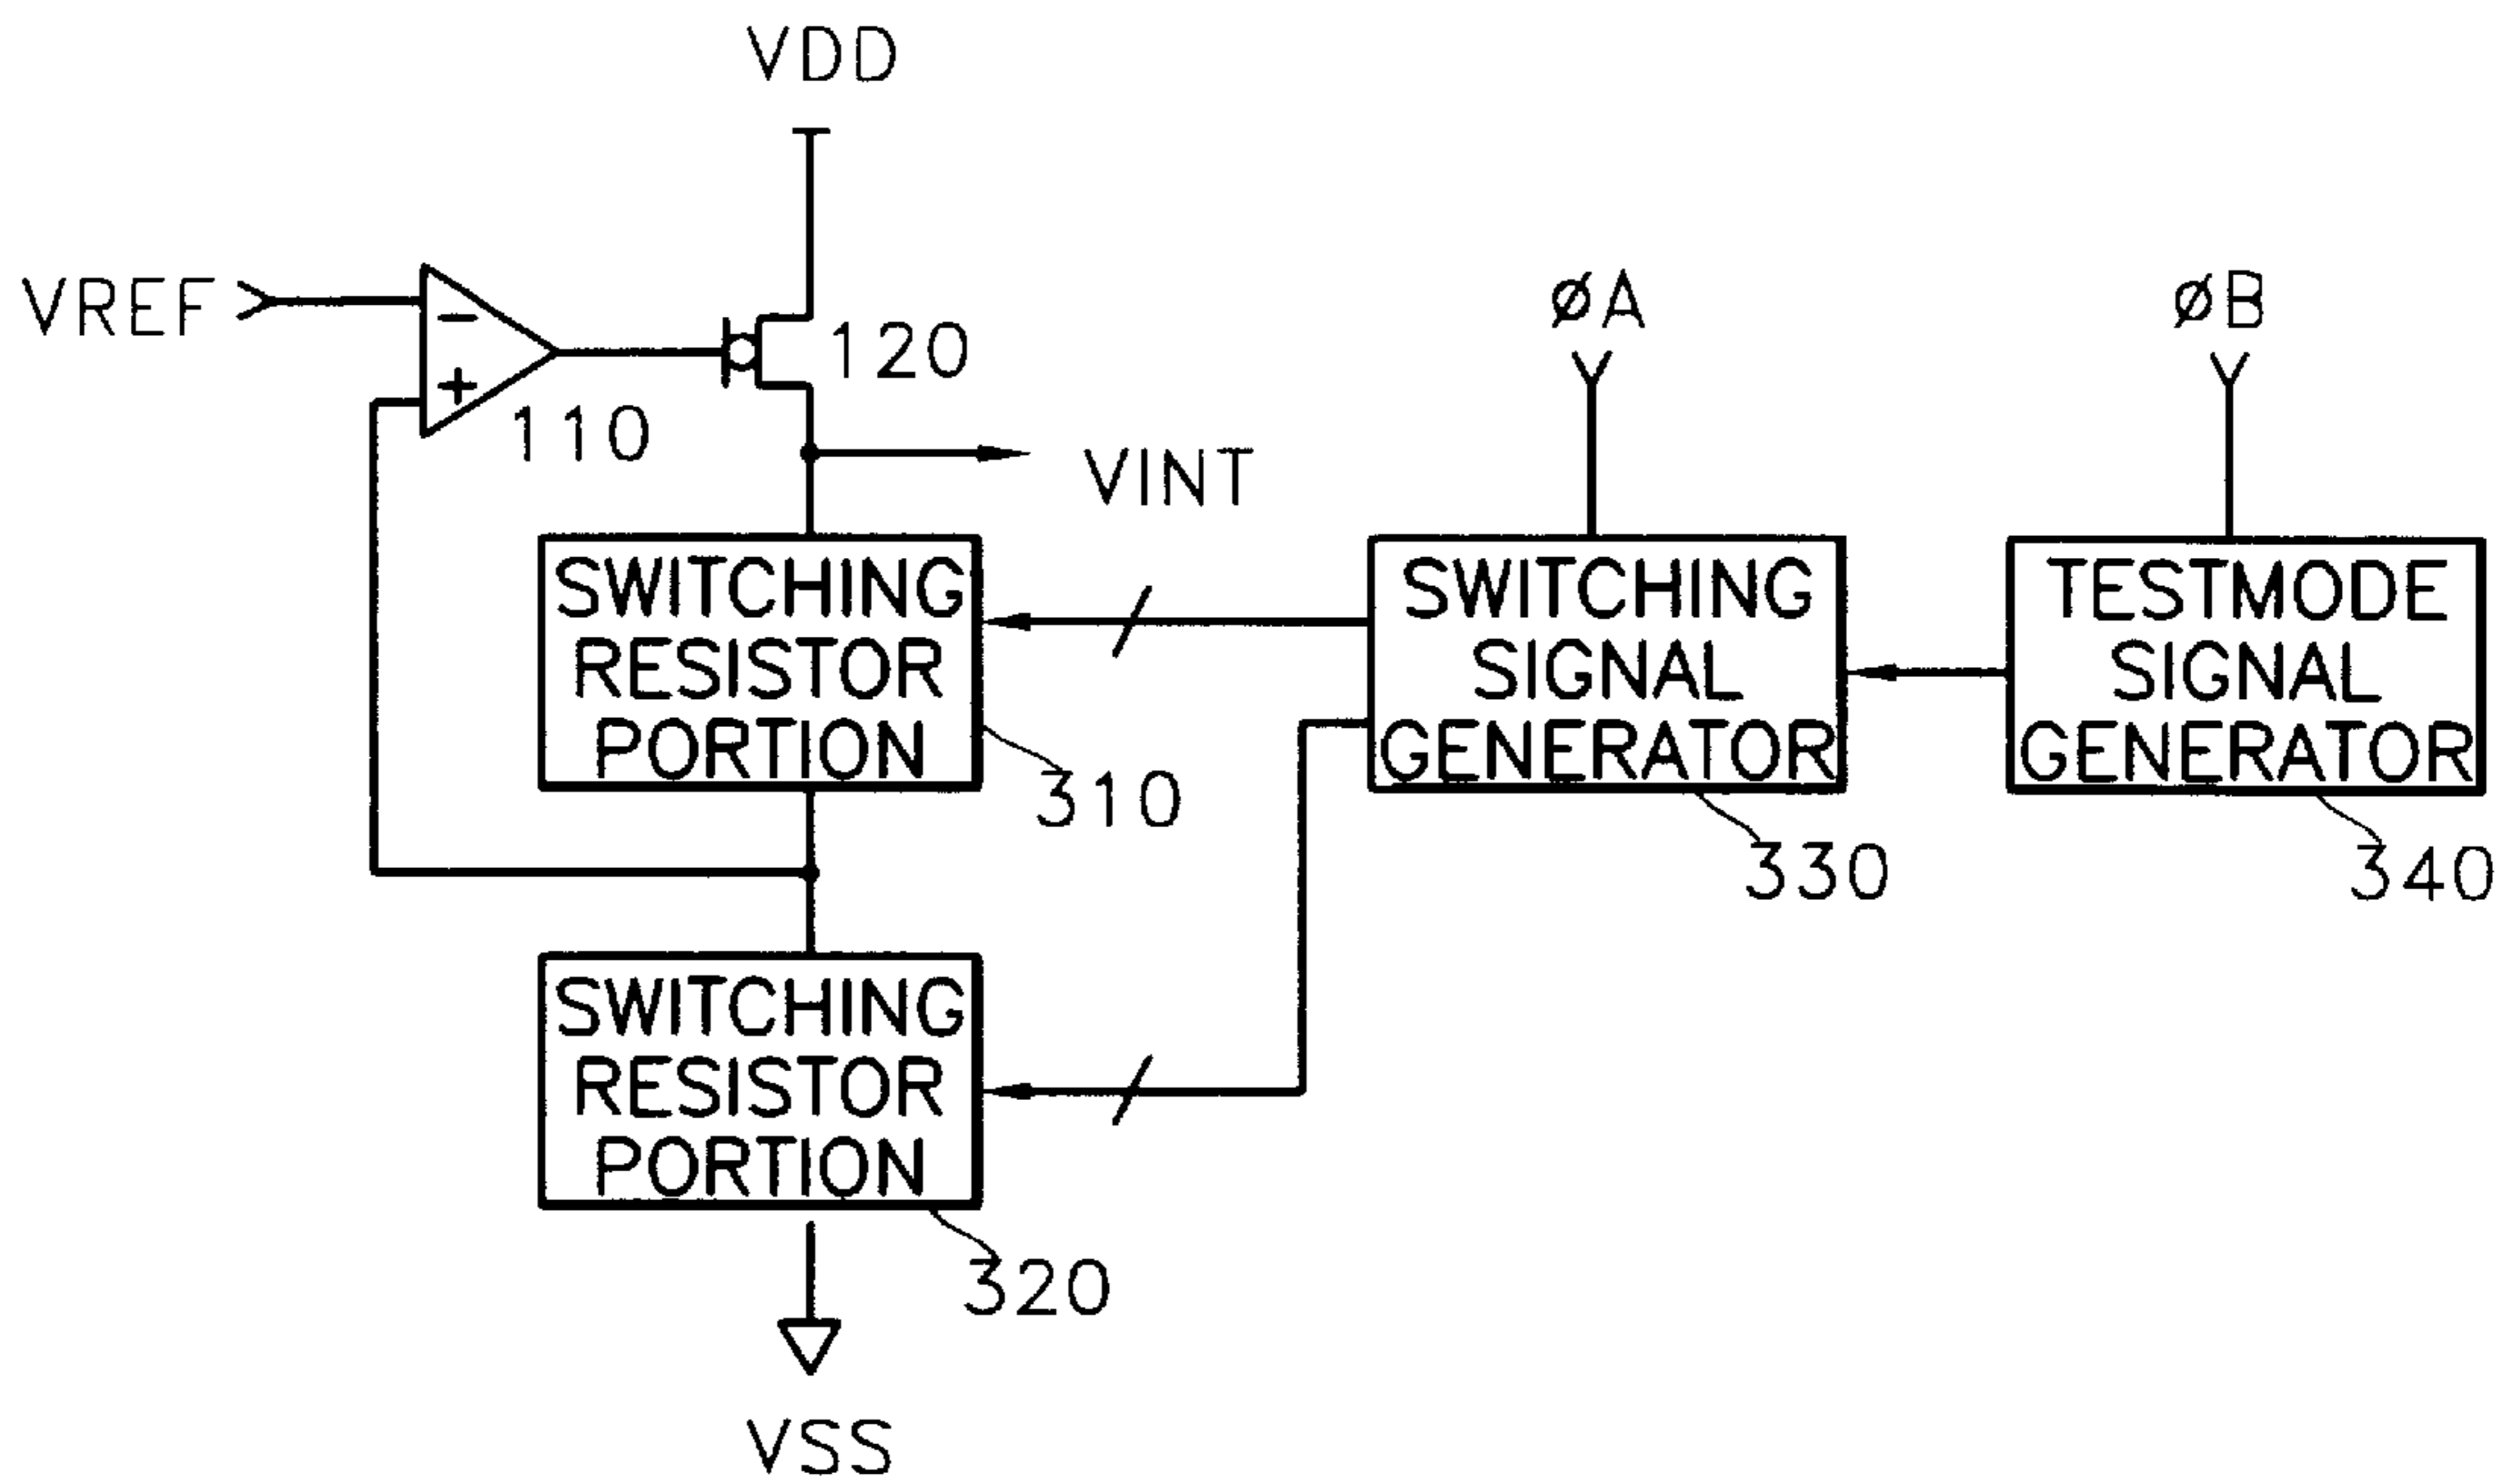 VDD
VREF
−
+
110
120
VINT
ØA
ØB
SWITCHING
RESISTOR
PORTION
310
SWITCHING
SIGNAL
GENERATOR
330
TESTMODE
SIGNAL
GENERATOR
340
SWITCHING
RESISTOR
PORTION
320
VSS